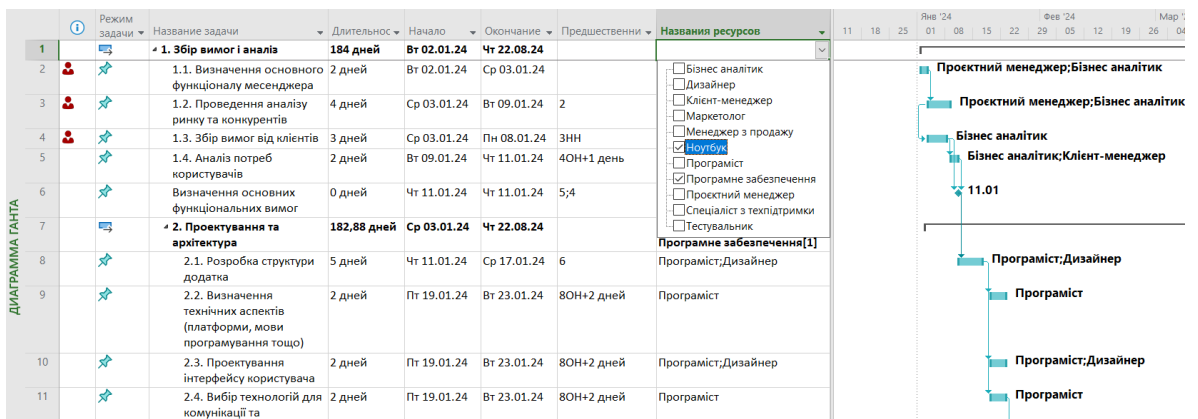 Янв '24 Фев '24 Мар '2
11 18 25 01 08 15 22 29 05 12 19 26 04
Режим задачи Название задачи Длительнос Начало Окончание Предшественни Названия ресурсов
1 1. Збір вимог і аналіз 184 дней Вт 02.01.24 Чт 22.08.24
2 1.1. Визначення основного 2 дней Вт 02.01.24 Ср 03.01.24
функціоналу месенджера
3 1.2. Проведення аналізу 4 дней Ср 03.01.24 Вт 09.01.24 2
ринку та конкурентів
4 1.3. Збір вимог від клієнтів 3 дней Ср 03.01.24 Пн 08.01.24 3НН
5 1.4. Аналіз потреб 2 дней Вт 09.01.24 Чт 11.01.24 4ОН+1 день
користувачів
6 Визначення основних 0 дней Чт 11.01.24 Чт 11.01.24 5;4
функціональних вимог
7 2. Проектування та 182,88 дней Ср 03.01.24 Чт 22.08.24
архітектура Програмне забезпечення[1]
8 2.1. Розробка структури 5 дней Чт 11.01.24 Ср 17.01.24 6 Програміст;Дизайнер
додатка
9 2.2. Визначення 2 дней Пт 19.01.24 Вт 23.01.24 8ОН+2 дней Програміст
технічних аспектів
(платформи, мови
програмування тощо)
10 2.3. Проектування 2 дней Пт 19.01.24 Вт 23.01.24 8ОН+2 дней Програміст;Дизайнер
інтерфейсу користувача
11 2.4. Вибір технологій для 2 дней Пт 19.01.24 Вт 23.01.24 8ОН+2 дней Програміст
комунікації та
Бізнес аналітик
Дизайнер
Клієнт-менеджер
Маркетолог
Менеджер з продажу
Ноутбук
Програміст
Програмне забезпечення
Проєктний менеджер
Спеціаліст з техпідтримки
Тестувальник
Проєктний менеджер;Бізнес аналітик
Проєктний менеджер;Бізнес аналітик
Бізнес аналітик
Бізнес аналітик;Клієнт-менеджер
11.01
Програміст;Дизайнер
Програміст
Програміст;Дизайнер
Програміст
ДИАГРАММА ГАНТА